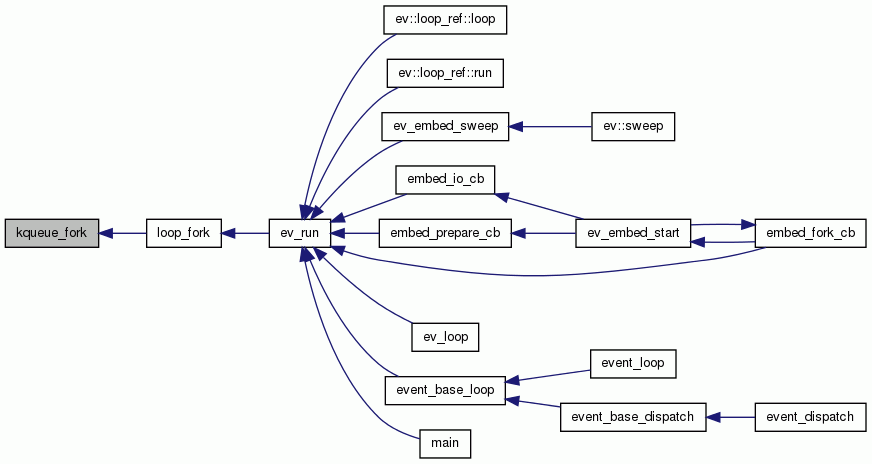 ev::loop_ref::loop
ev::loop_ref::run
ev_embed_sweep
ev::sweep
embed_io_cb
kqueue_fork
loop_fork
ev_run
embed_prepare_cb
ev_embed_start
embed_fork_cb
ev_loop
event_loop
event_base_loop
event_base_dispatch
event_dispatch
main